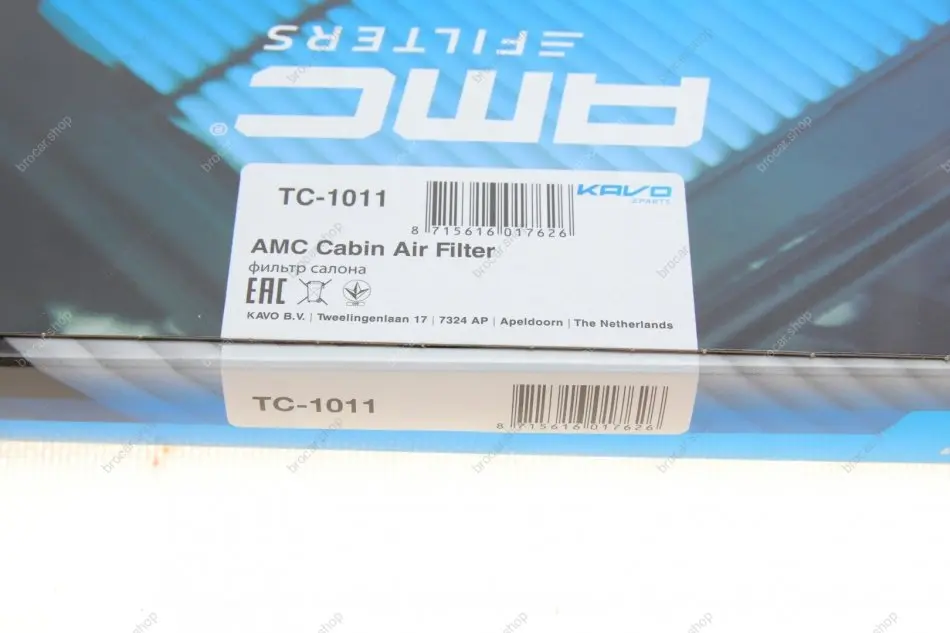 FILTERS
AMC®
TC-1011
KAVO
PARTS
8 715616 017626
AMC Cabin Air Filter
фильтр салона
EAC
KAVO B.V. | Tweelingenlaan 17 | 7324 AP | Apeldoorn | The Netherlands
TC-1011
8 715616 017626
brocar.shop